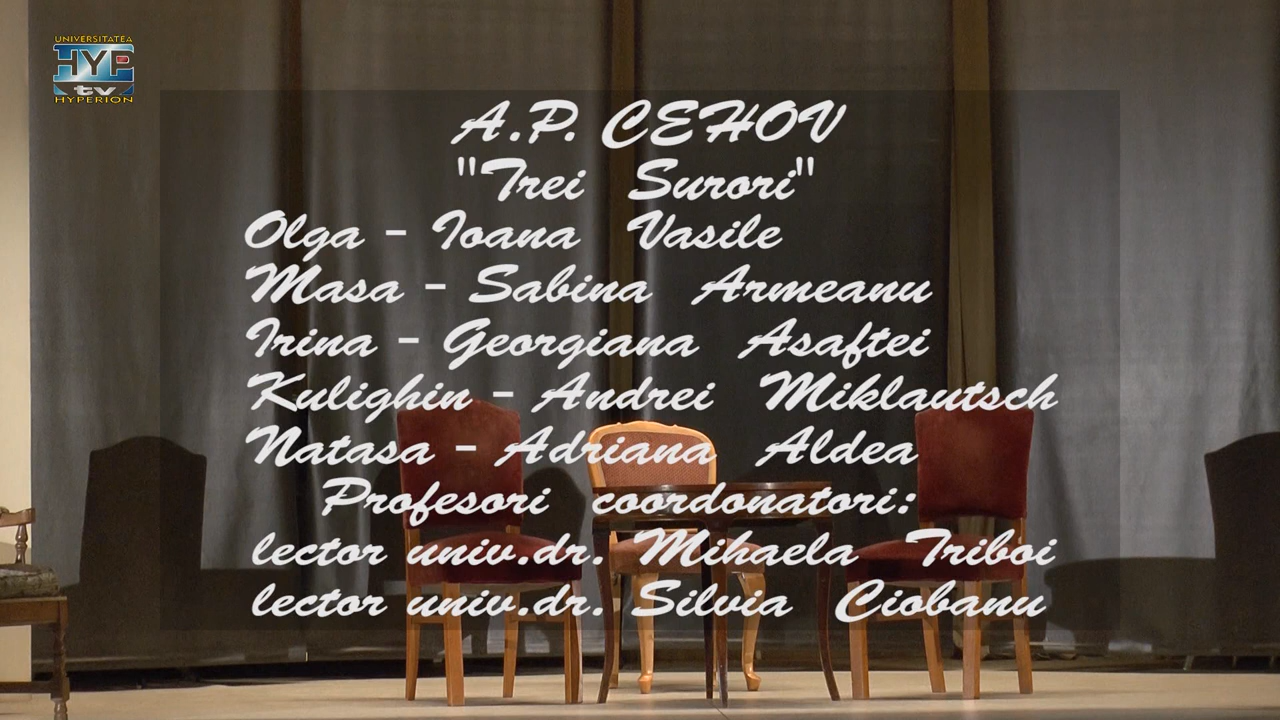 UNIVERSITATEA
HYP
tv
HYPERION
A.P. CEHOV
"Trei Surori"
Olga - Ioana Vasile
Masa - Sabina Armeanu
Irina - Georgiana Asaftei
Kulighin - Andrei Miklautsch
Natasa - Adriana Aldea
Profesori coordonatori:
lector univ.dr. Mihaela Triboi
lector univ.dr. Silvia Ciobanu